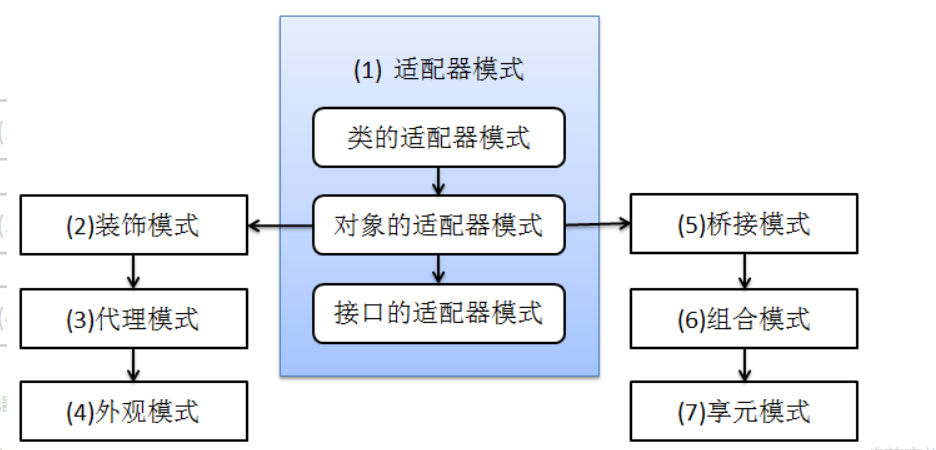 (1) 适配器模式
类的适配器模式
(2)装饰模式
对象的适配器模式
(5)桥接模式
(3)代理模式
接口的适配器模式
(6)组合模式
(4)外观模式
(7)享元模式